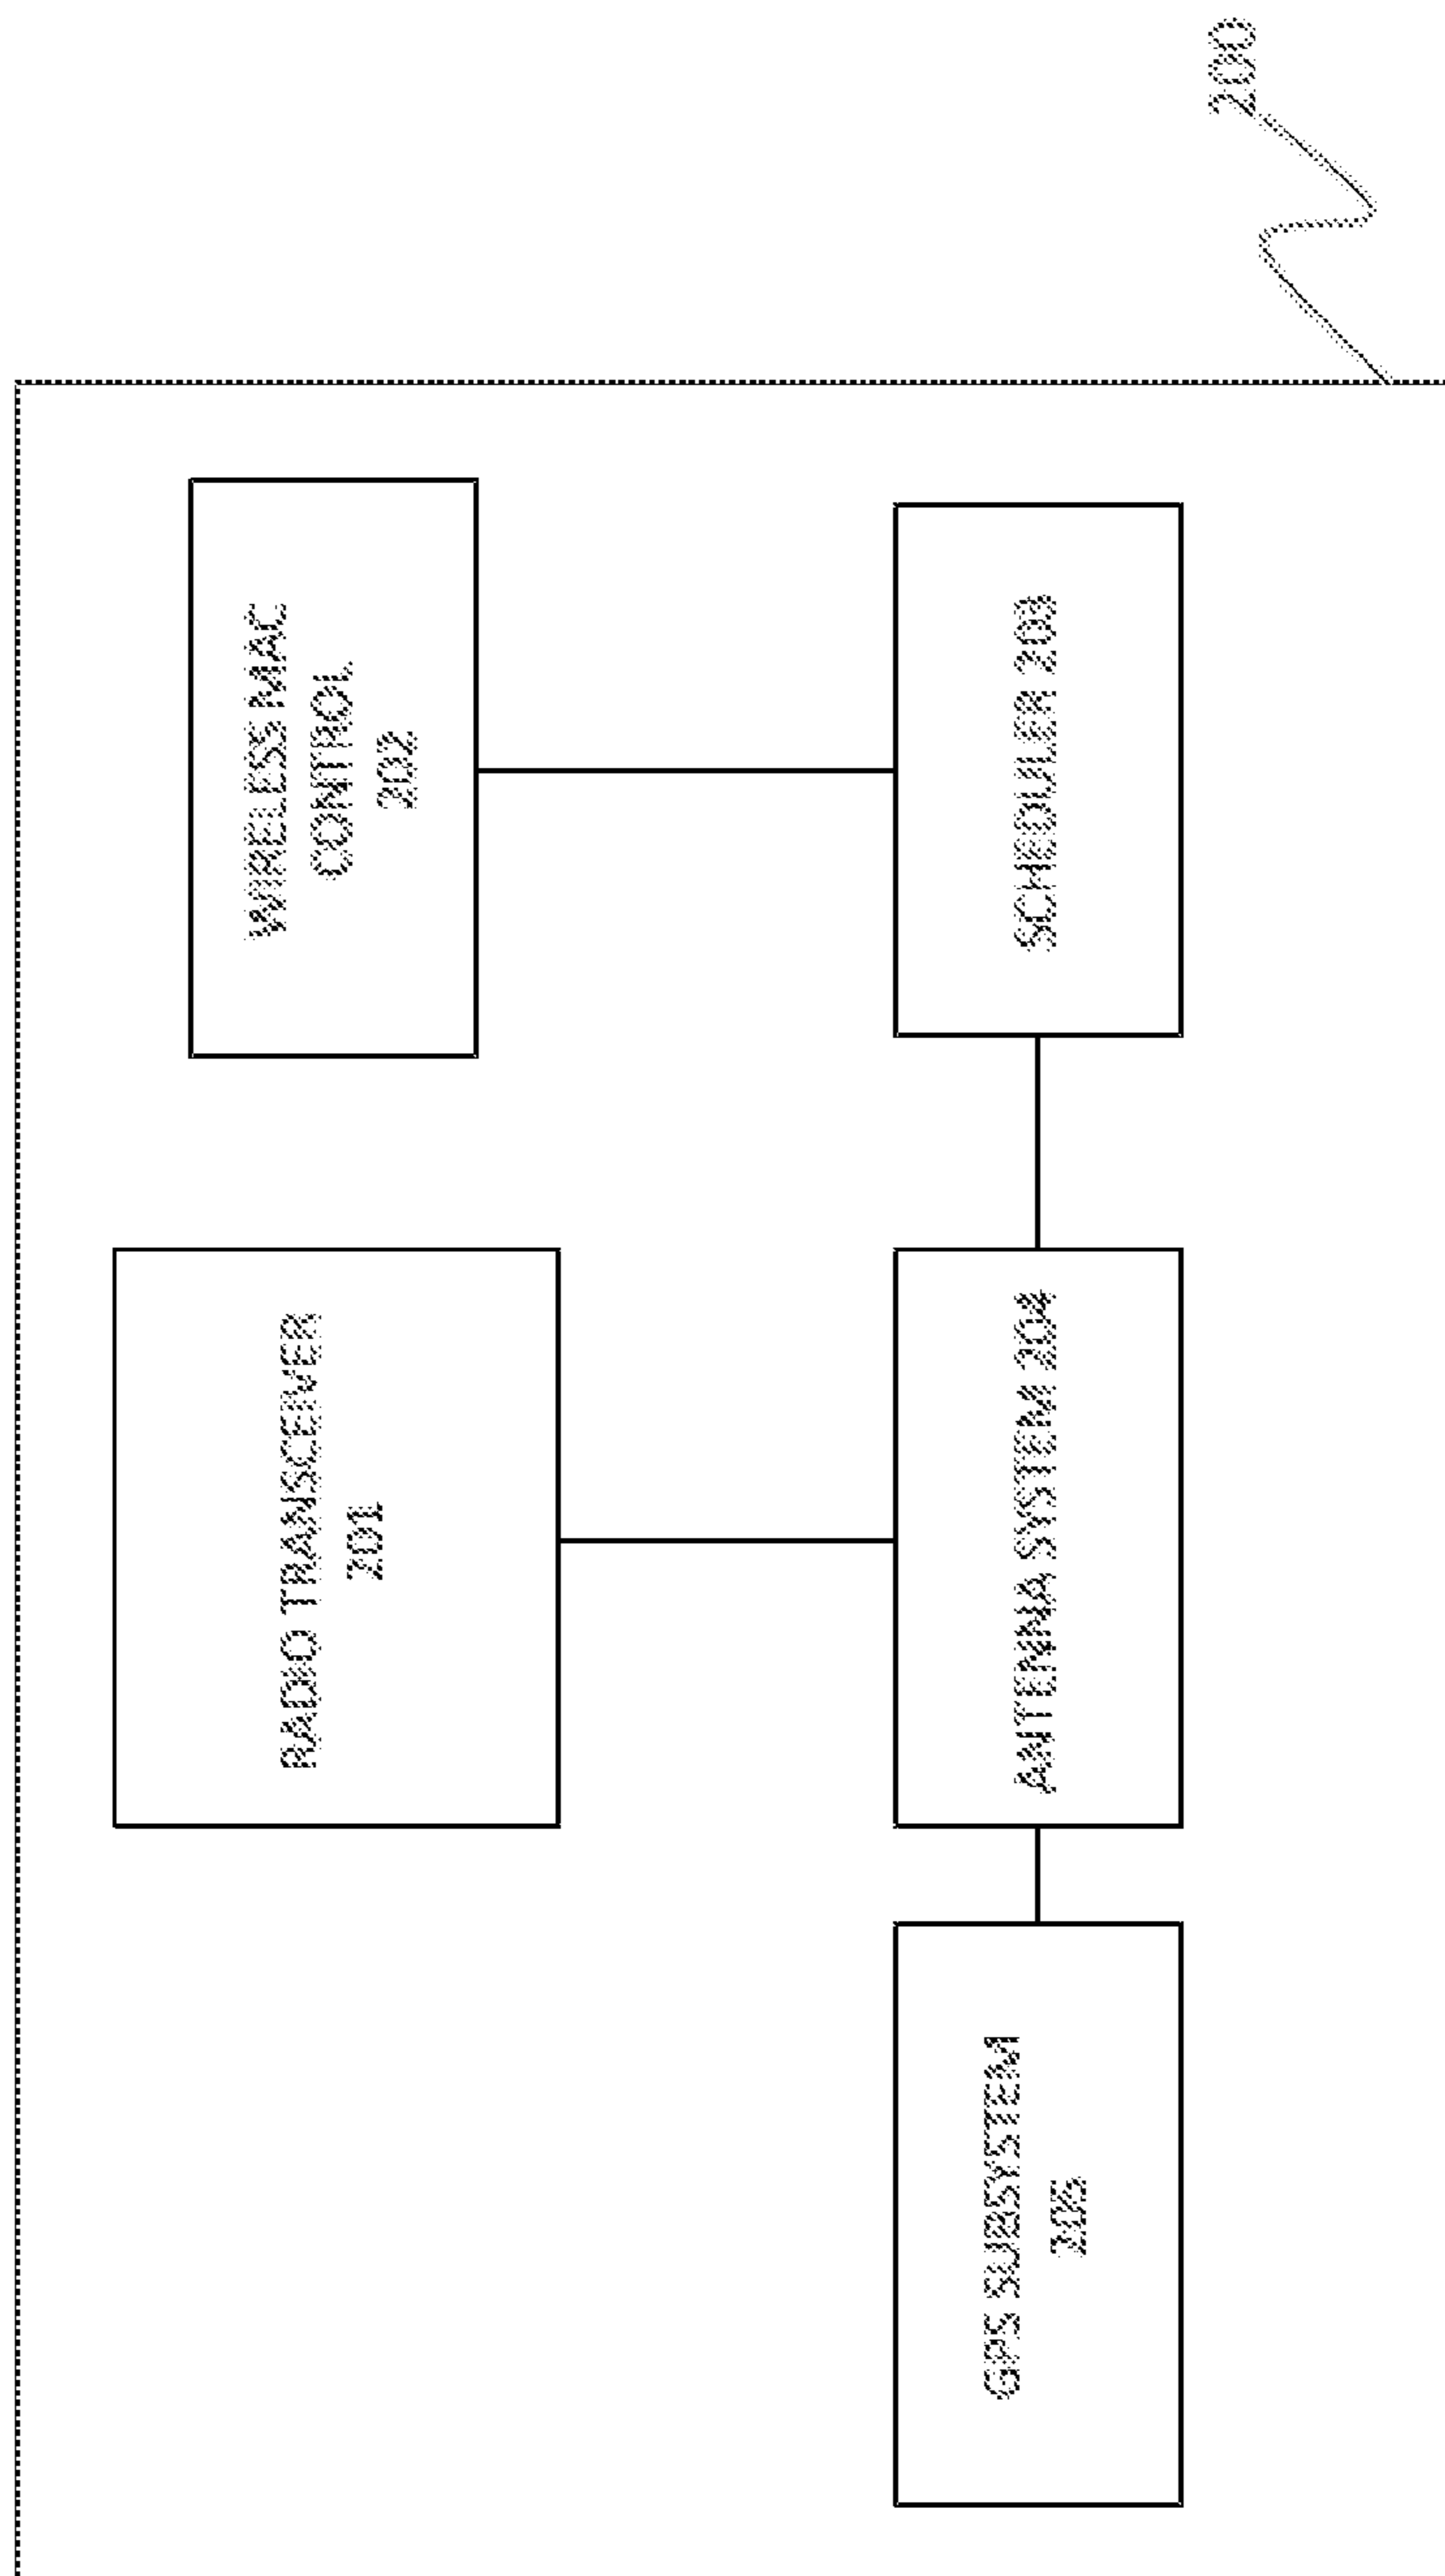 200
WIRELESS MAC
CONTROL
202
RADIO TRANSCEIVER
201
SCHEDULER 203
ANTENNA SYSTEM 204
GPS SUBSYSTEM
205